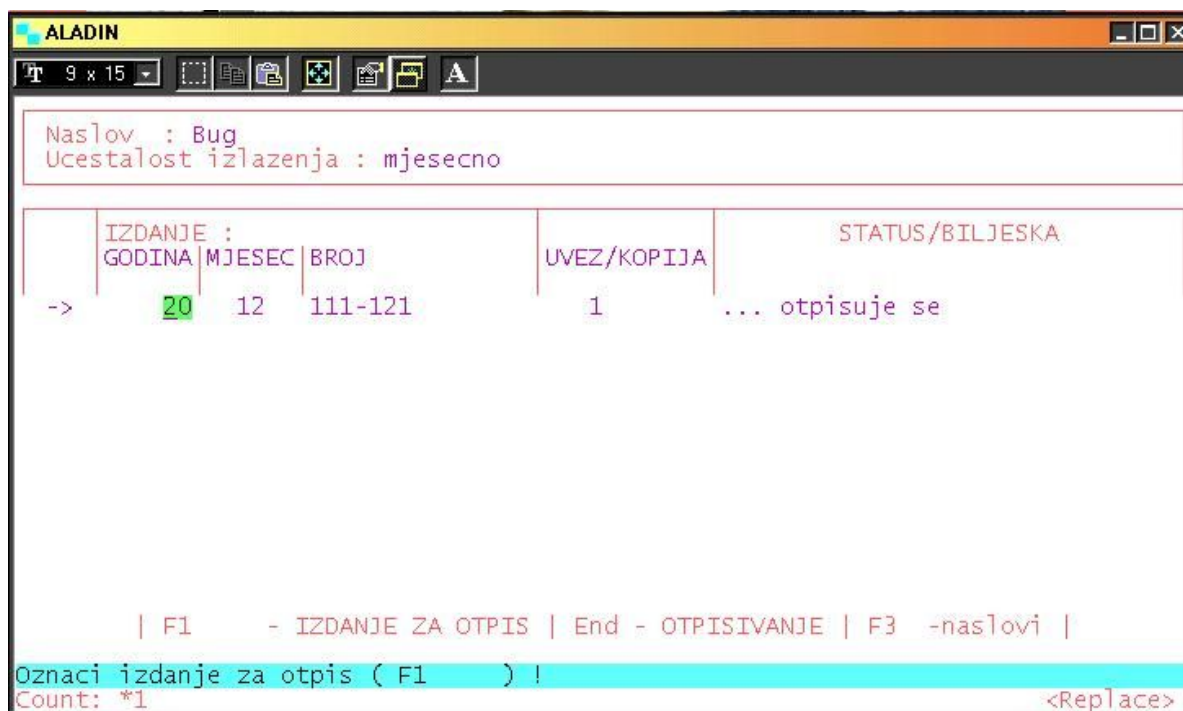 ALADIN
9 x 15 A
Naslov : Bug
Ucestalost izlazenja : mjesecno
IZDANJE : STATUS/BILJESKA
GODINA MJESEC BROJ UVEZ/KOPIJA
-> 20 12 111-121 1 ... otpisuje se
| F1 - IZDANJE ZA OTPIS | End - OTPISIVANJE | F3 -naslovi |
Oznaci izdanje za otpis ( F1 ) !
Count: *1 <Replace>